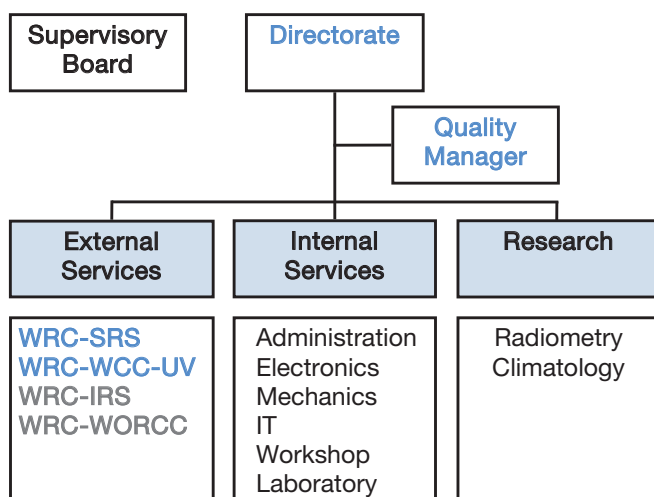 Supervisory
Board
Directorate
Quality
Manager
External
Services
Internal
Services
Research
WRC-SRS
WRC-WCC-UV
WRC-IRS
WRC-WORCC
Administration
Electronics
Mechanics
IT
Workshop
Laboratory
Radiometry
Climatology